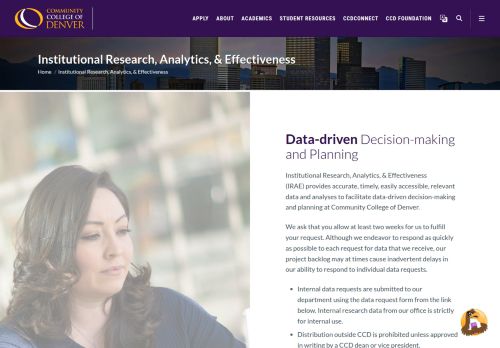 COMMUNITY
COLLEGE OF
DENVER
APPLY ABOUT ACADEMICS STUDENT RESOURCES CCDCONNECT CCD FOUNDATION
Institutional Research, Analytics, & Effectiveness
Home / Institutional Research, Analytics, & Effectiveness
Data-driven Decision-making
and Planning
Institutional Research, Analytics, & Effectiveness
(IRAE) provides accurate, timely, easily accessible, relevant
data and analyses to facilitate data-driven decision-making
and planning at Community College of Denver.
We ask that you allow at least two weeks for us to fulfill
your request. Although we endeavor to respond as quickly
as possible to each request for data that we receive, our
project backlog may at times cause inadvertent delays in
our ability to respond to individual data requests.
• Internal data requests are submitted to our
department using the data request form from the link
below. Internal research data from our office is strictly
for internal use.
• Distribution outside CCD is prohibited unless approved
in writing by a CCD dean or vice president.